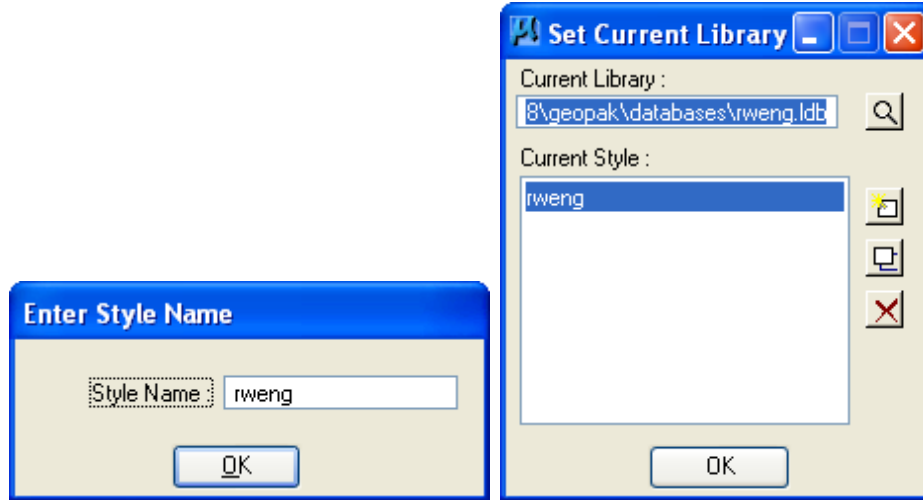 Set Current Library
Current Library :
8\geopak\databases\rweng.ldb
Current Style :
rweng
OK
Enter Style Name
Style Name : rweng
OK